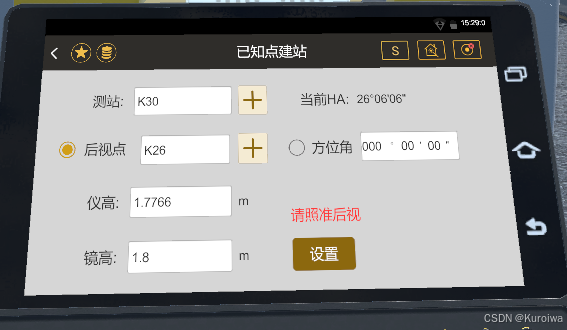 15:29:0
已知点建站
S
测站: K30
当前HA: 26°06'06"
后视点 K26
方位角 000 ° 00 ' 00 "
仪高: 1.7766 m
请照准后视
镜高: 1.8 m
设置
CSDN @Kuroiwa